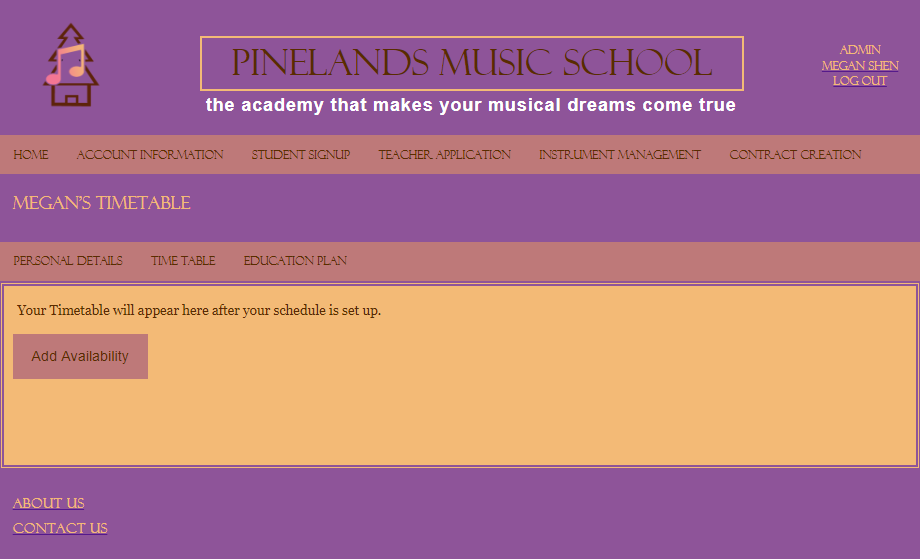 PINELANDS MUSIC SCHOOL
the academy that makes your musical dreams come true
ADMIN
MEGAN SHEN
LOG OUT
HOME ACCOUNT INFORMATION STUDENT SIGNUP TEACHER APPLICATION INSTRUMENT MANAGEMENT CONTRACT CREATION
MEGAN'S TIMETABLE
PERSONAL DETAILS TIME TABLE EDUCATION PLAN
Your Timetable will appear here after your schedule is set up.
Add Availability
ABOUT US
CONTACT US